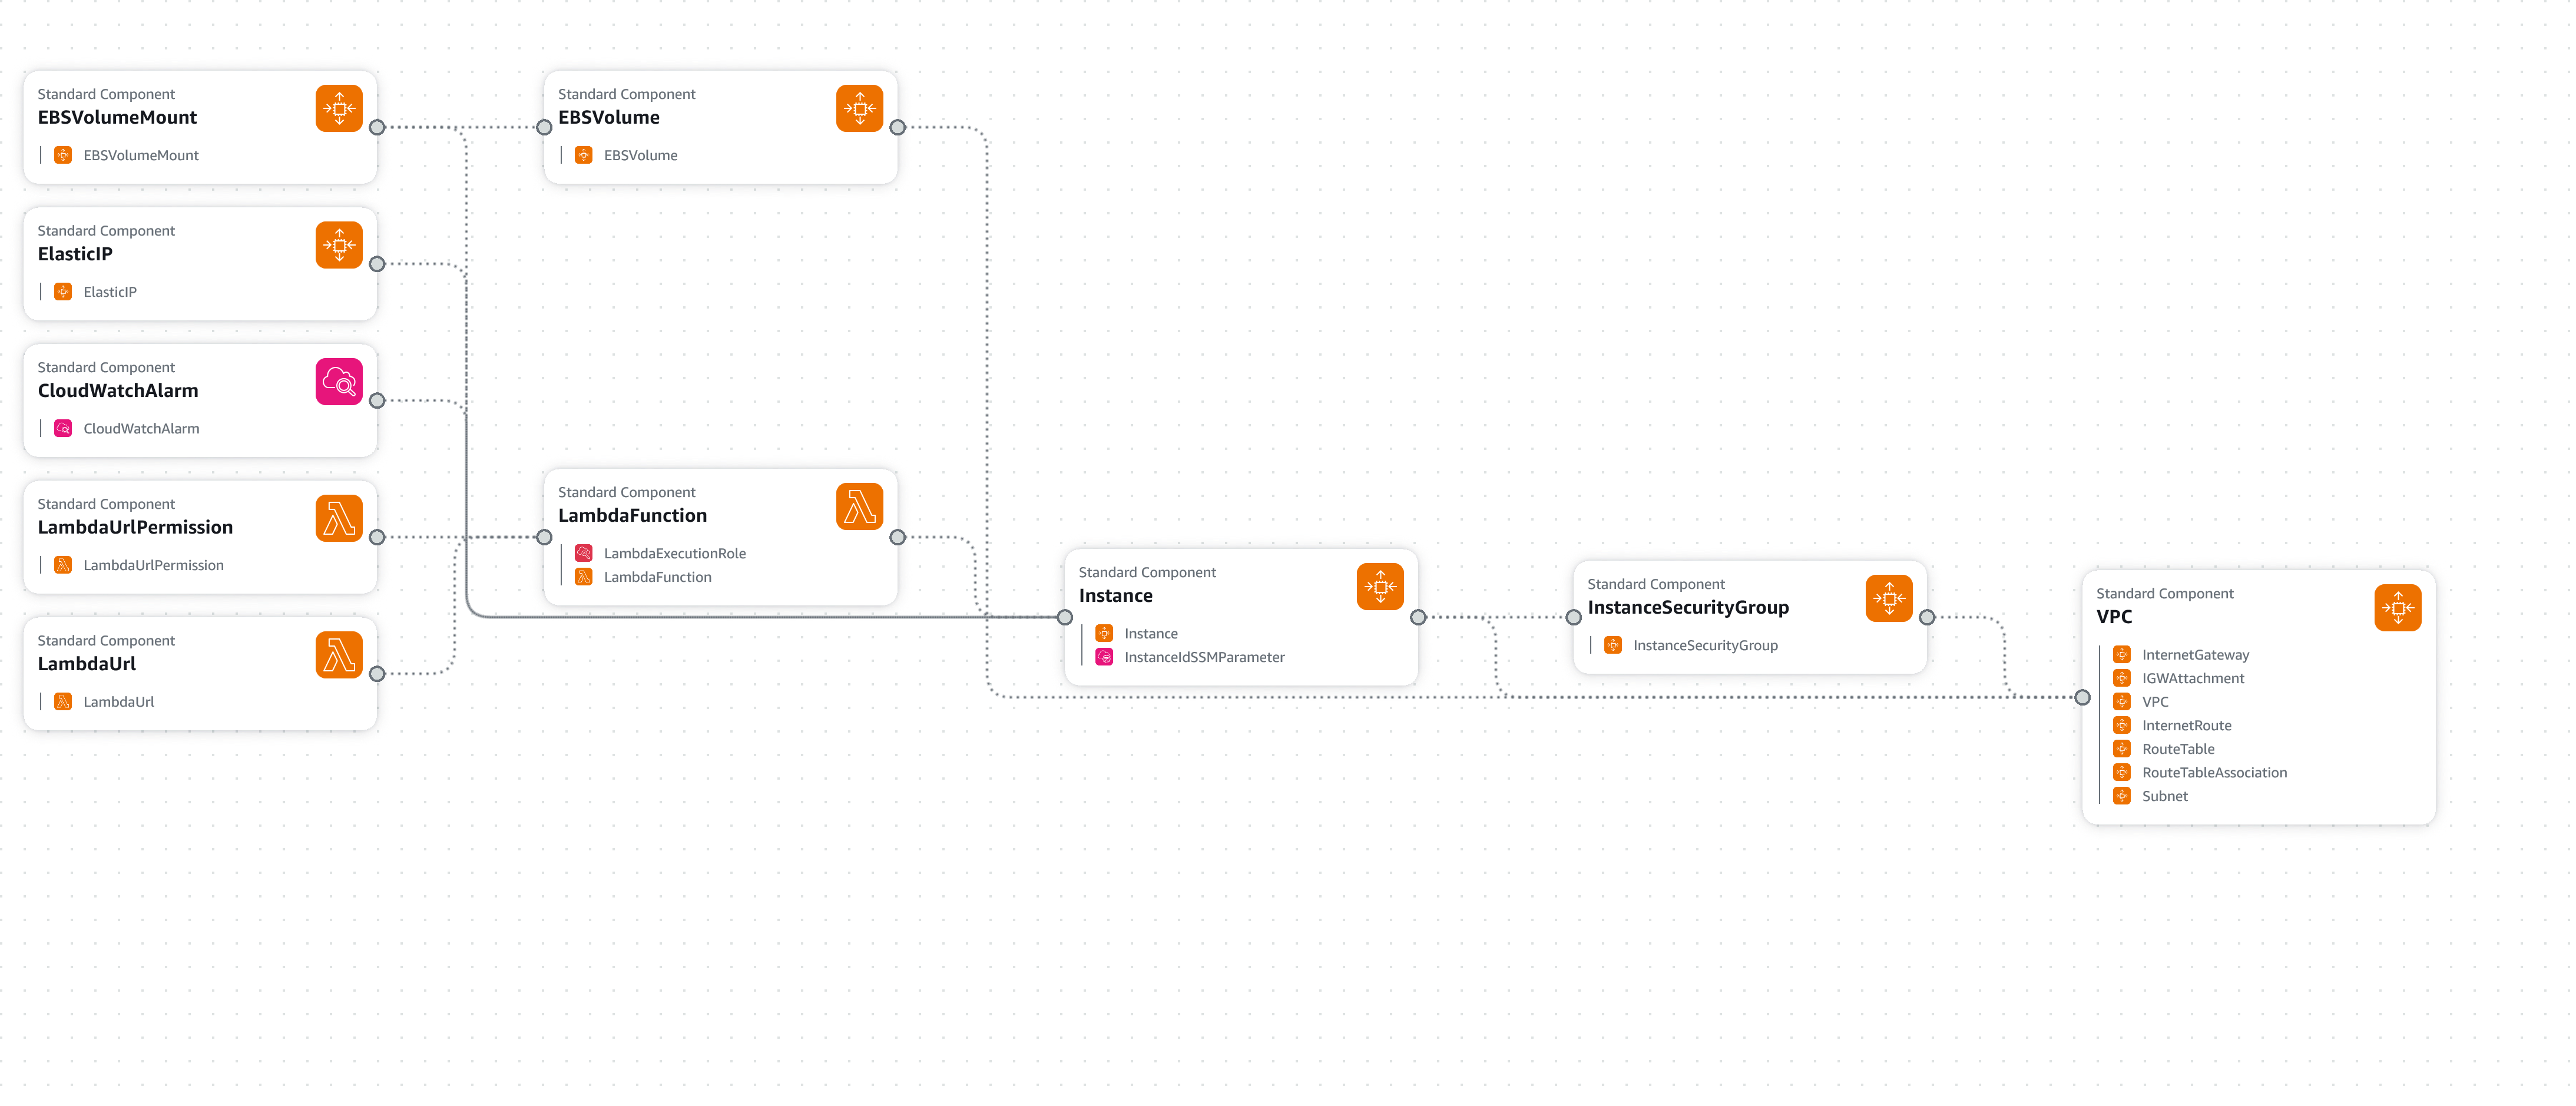 Standard Component
EBSVolumeMount
EBSVolumeMount
Standard Component
ElasticIP
ElasticIP
Standard Component
CloudWatchAlarm
CloudWatchAlarm
Standard Component
LambdaUrlPermission
LambdaUrlPermission
Standard Component
LambdaUrl
LambdaUrl
Standard Component
EBSVolume
EBSVolume
Standard Component
LambdaFunction
LambdaExecutionRole
LambdaFunction
Standard Component
Instance
Instance
InstanceIdSSMParameter
Standard Component
InstanceSecurityGroup
InstanceSecurityGroup
Standard Component
VPC
InternetGateway
IGWAttachment
VPC
InternetRoute
RouteTable
RouteTableAssociation
Subnet